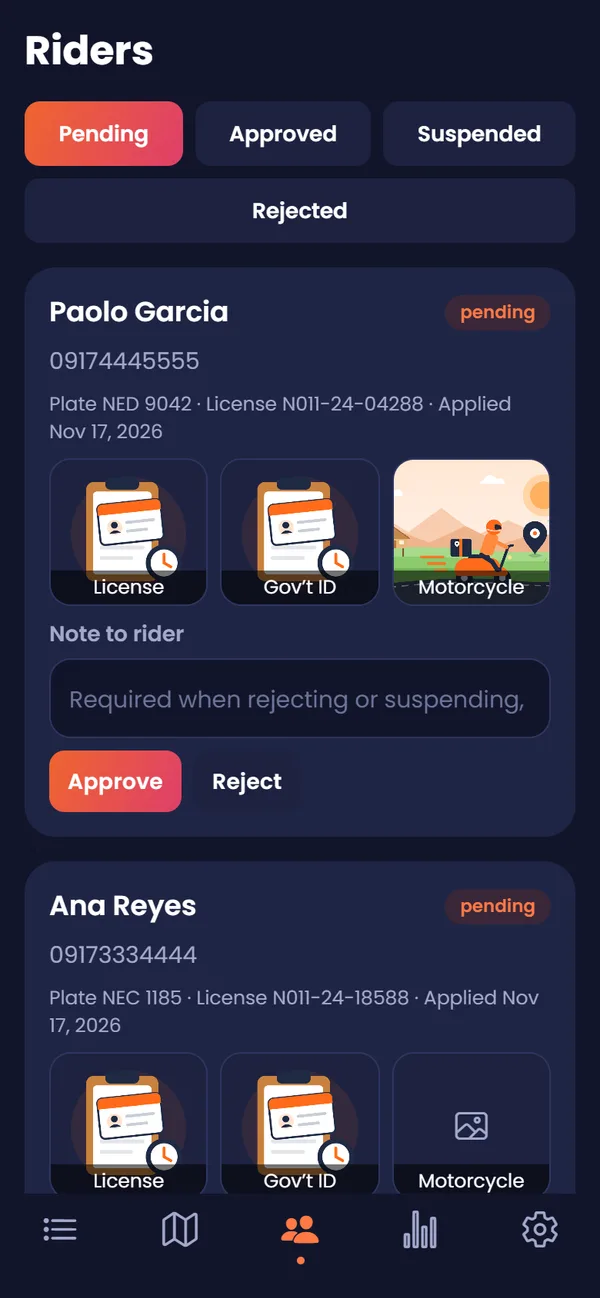 Riders
Pending
Approved
Suspended
Rejected
Paolo Garcia
pending
09174445555
Plate NED 9042 · License N011-24-04288 · Applied
Nov 17, 2026
License
Gov't ID
Motorcycle
Note to rider
Required when rejecting or suspending,
Approve
Reject
Ana Reyes
pending
09173334444
Plate NEC 1185 · License N011-24-18588 · Applied Nov
17, 2026
License
Gov't ID
Motorcycle